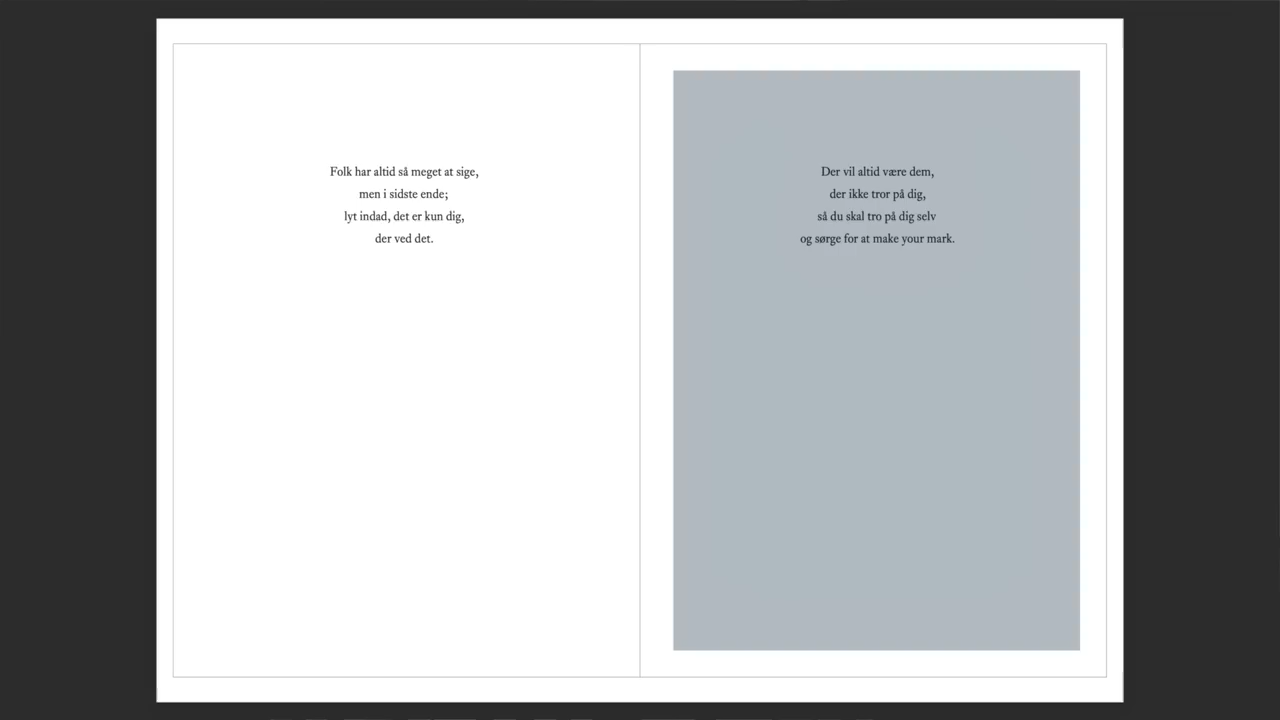 Folk har altid så meget at sige,
men i sidste ende;
lyt indad, det er kun dig,
der ved det.
Der vil altid være dem,
der ikke tror på dig,
så du skal tro på dig selv
og sørge for at make your mark.